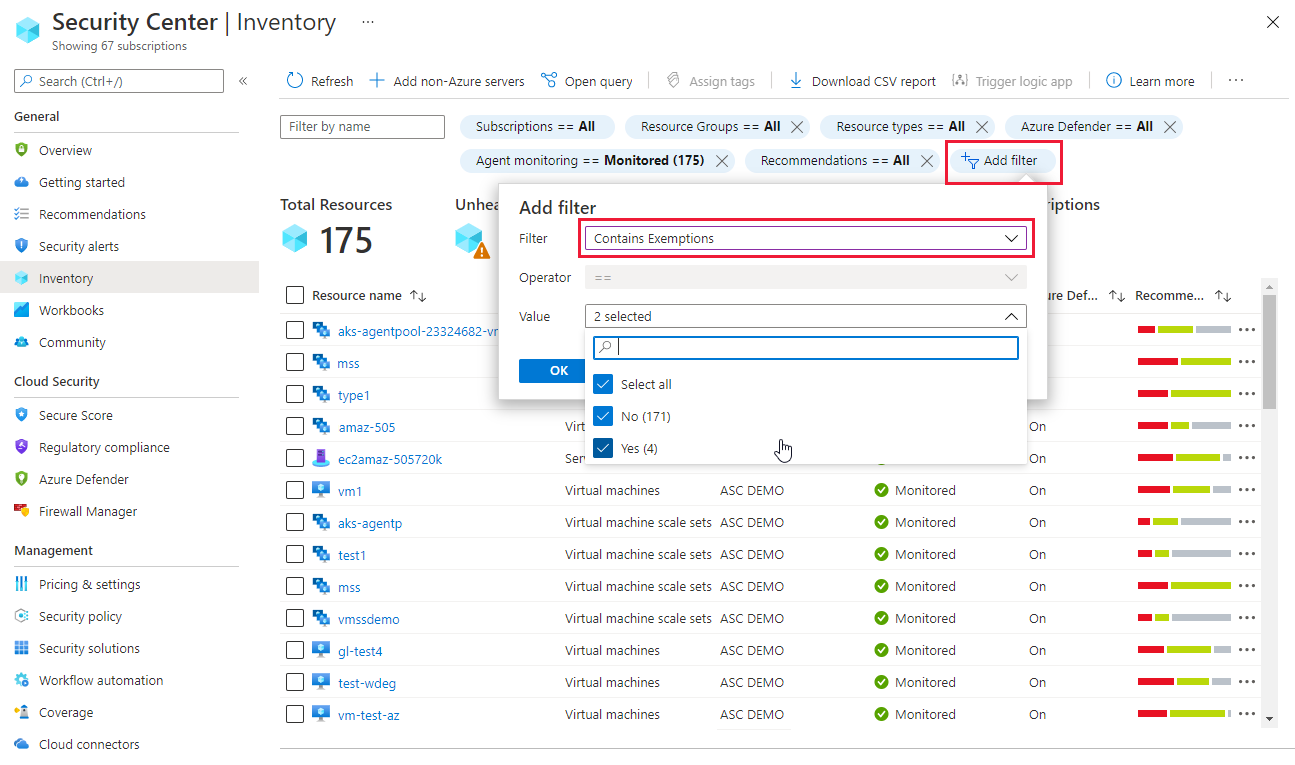 Security Center | Inventory ...
Showing 67 subscriptions
Search (Ctrl+/)
«
General
Overview
Getting started
Recommendations
Security alerts
Inventory
Workbooks
Community
Cloud Security
Secure Score
Regulatory compliance
Azure Defender
Firewall Manager
Management
Pricing & settings
Security policy
Security solutions
Workflow automation
Coverage
Cloud connectors
Refresh Add non-Azure servers Open query Assign tags Download CSV report Trigger logic app Learn more ...
Filter by name
Subscriptions == All Resource Groups == All Resource types == All Azure Defender == All
Agent monitoring == Monitored (175) Recommendations == All Add filter
Total Resources
175
Unhea
riptions
Add filter
Filter Contains Exemptions
Operator ==
Value 2 selected
OK
Select all
No (171)
Yes (4)
Resource name ure Def... Recomme...
aks-agentpool-23324682-vm
mss
type1
amaz-505 Virt On
ec2amaz-505720k Ser On
vm1 Virtual machines ASC DEMO Monitored On
aks-agentp Virtual machine scale sets ASC DEMO Monitored On
test1 Virtual machine scale sets ASC DEMO Monitored On
mss Virtual machine scale sets ASC DEMO Monitored On
vmssdemo Virtual machine scale sets ASC DEMO Monitored On
gl-test4 Virtual machines ASC DEMO Monitored On
test-wdeg Virtual machines ASC DEMO Monitored On
vm-test-az Virtual machines ASC DEMO Monitored On